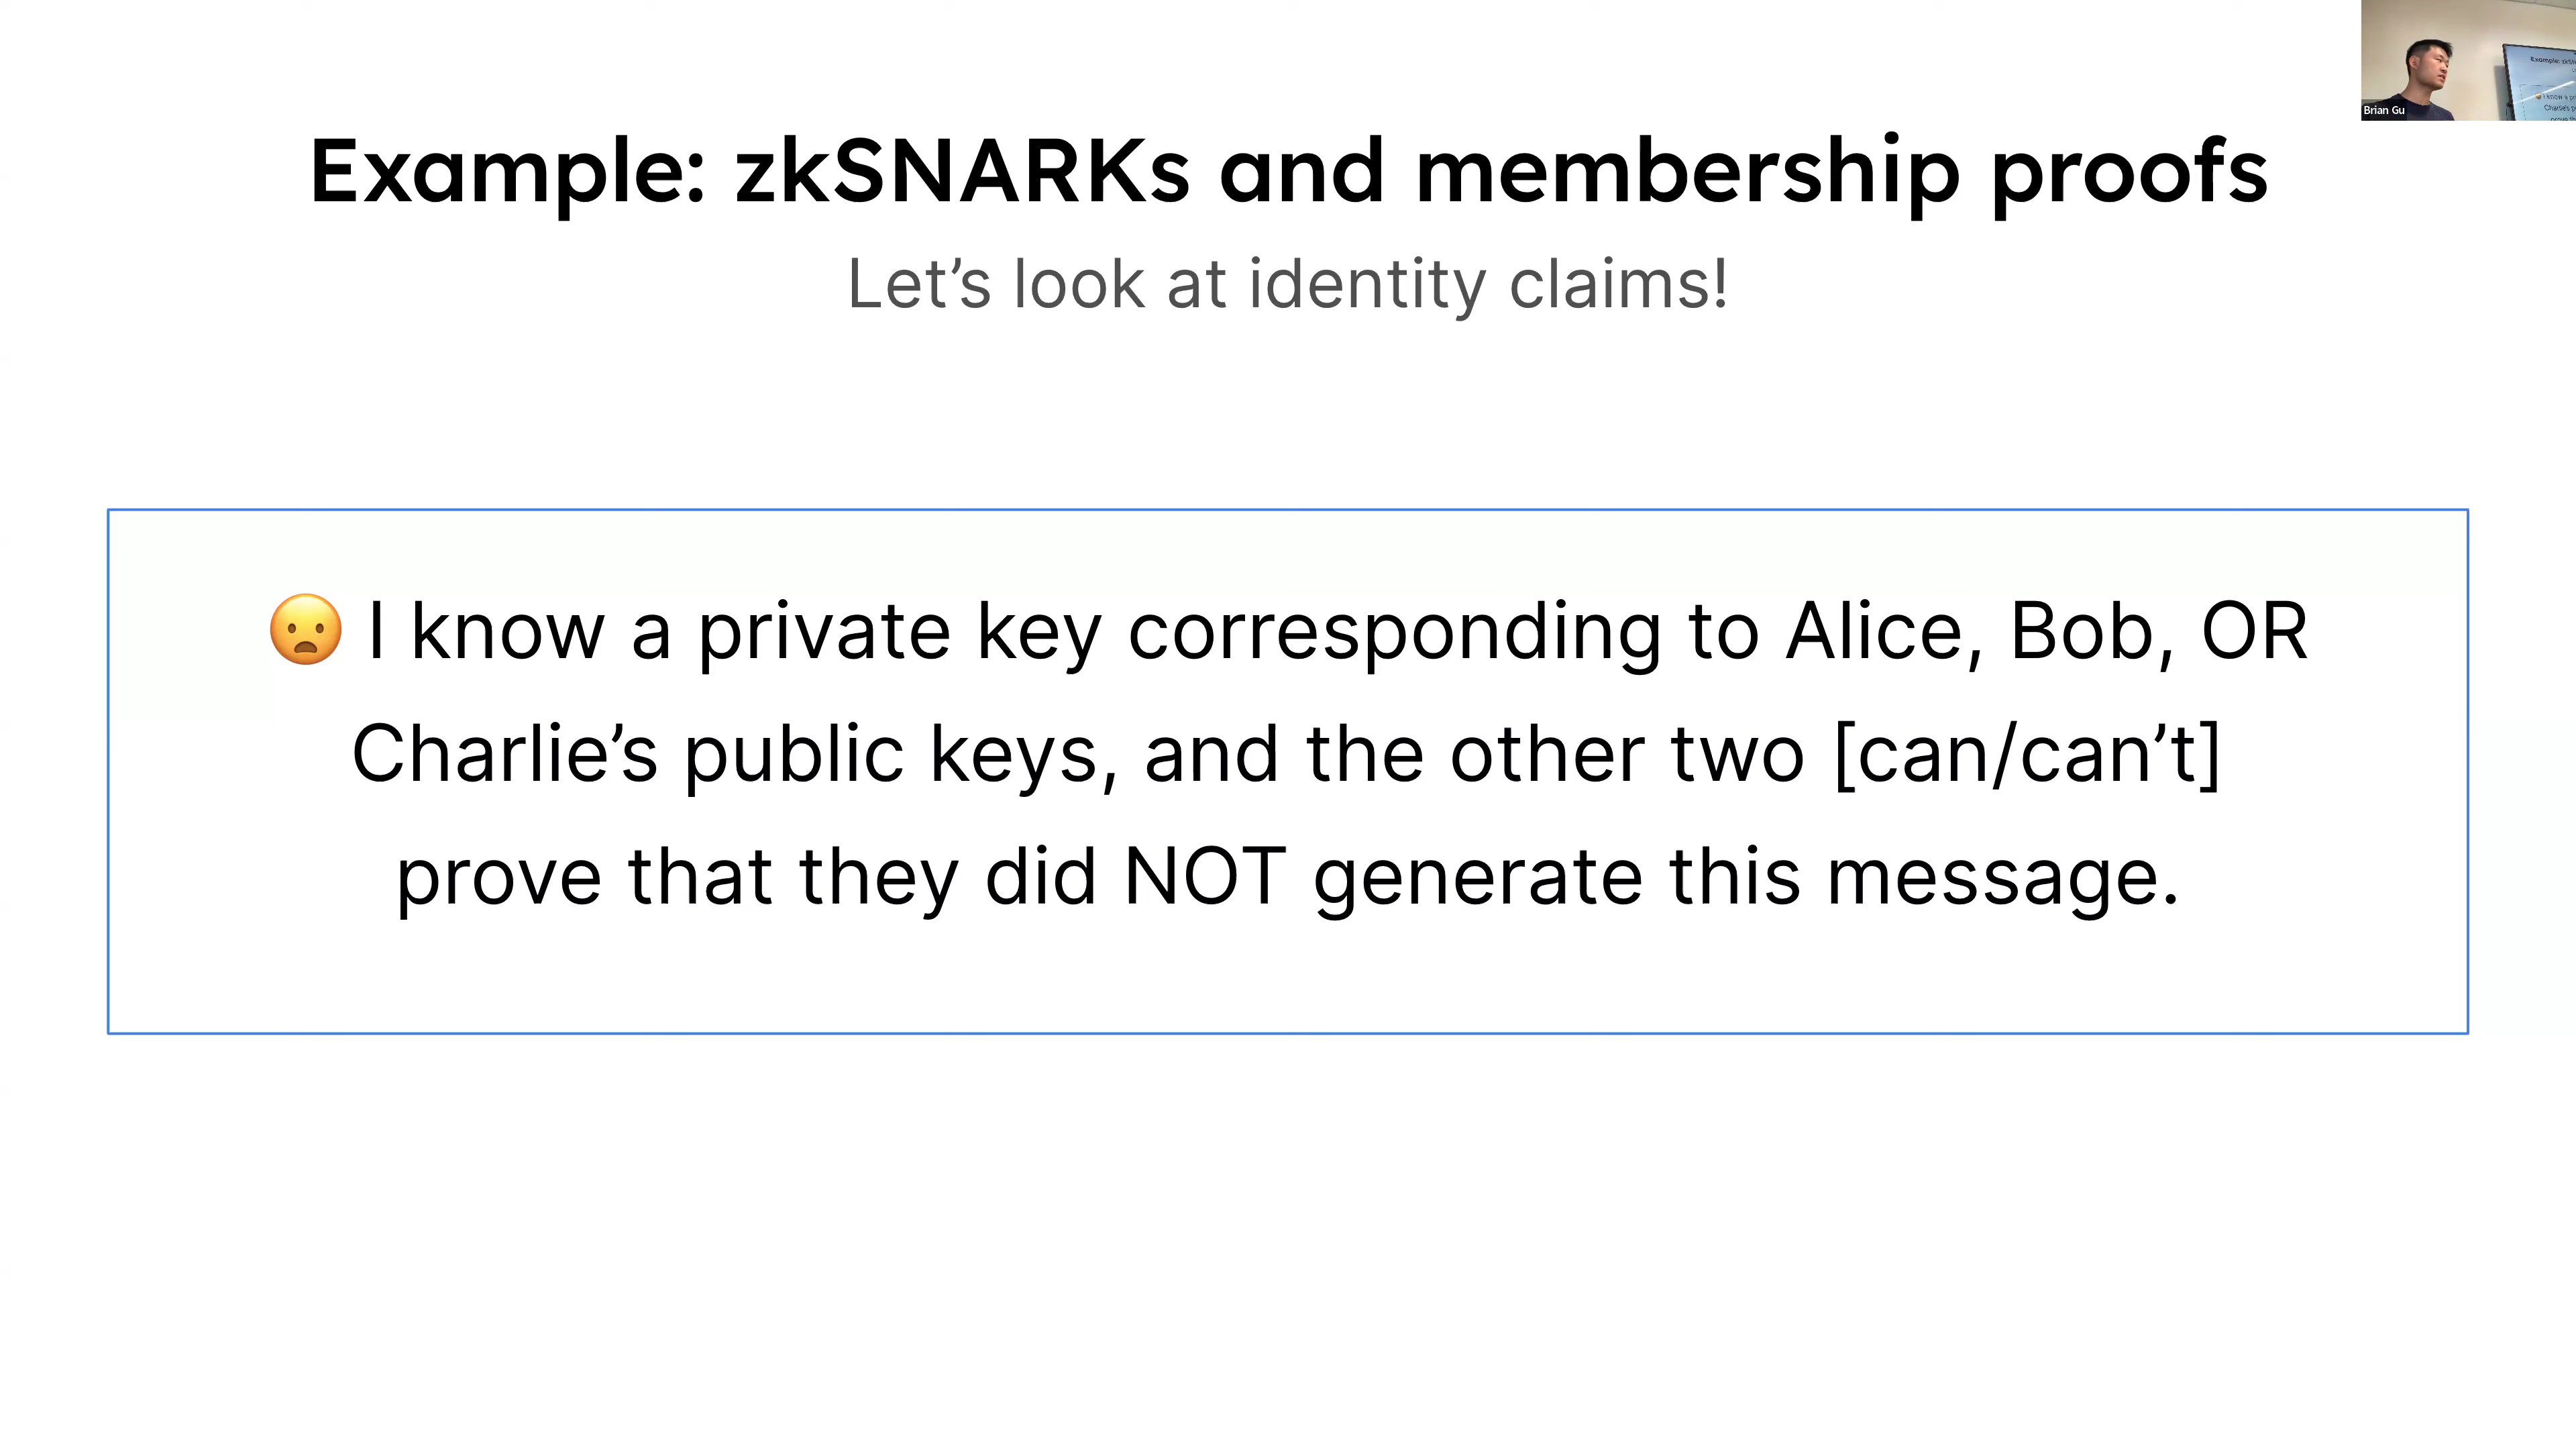 Example: zkSNARKs and membership proofs
Let’s look at identity claims!
😦 I know a private key corresponding to Alice, Bob, OR
Charlie’s public keys, and the other two [can/can’t]
prove that they did NOT generate this message.
Brian Gu